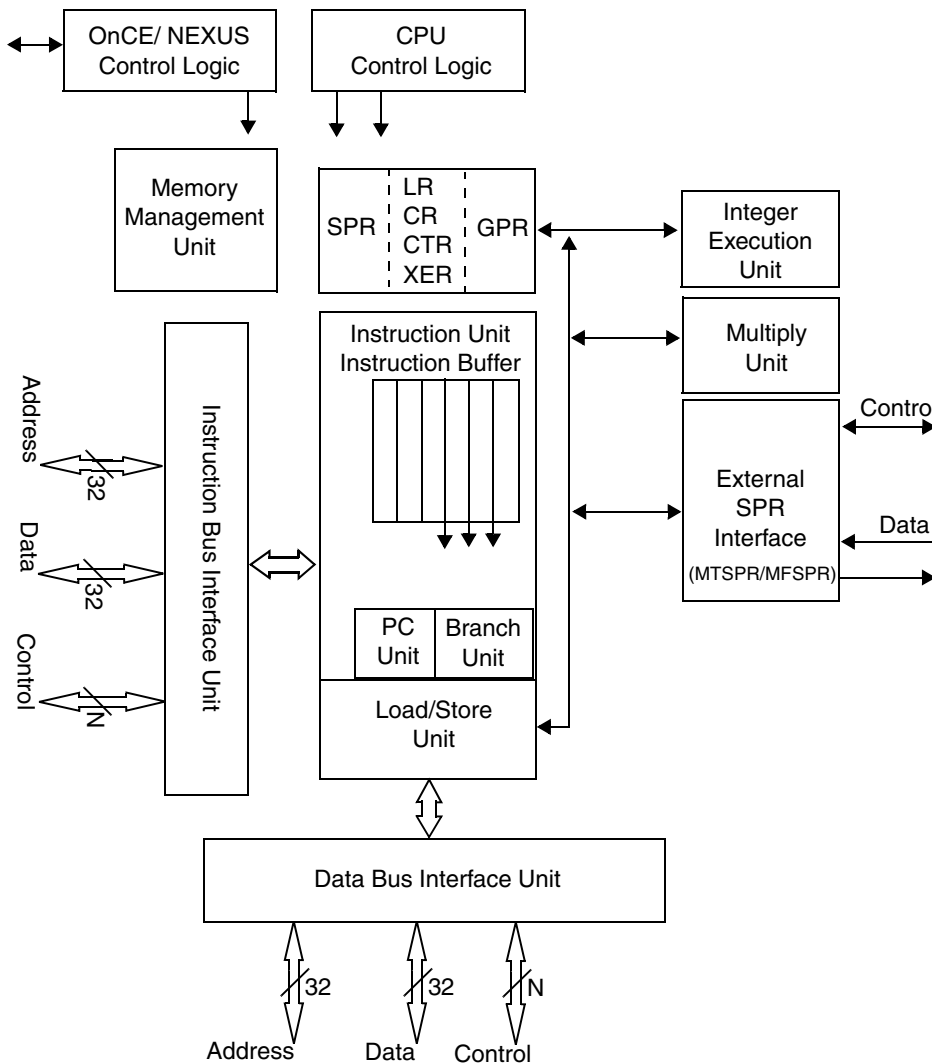 OnCE/ NEXUS
Control Logic
CPU
Control Logic
Memory
Management
Unit
SPR
LR
CR
CTR
XER
GPR
Integer
Execution
Unit
Instruction Unit
Instruction Buffer
Multiply
Unit
Address
32
Data
32
Control
N
Instruction Bus Interface Unit
External
SPR
Interface
(MTSPR/MFSPR)
Contro
Data
PC
Unit
Branch
Unit
Load/Store
Unit
Data Bus Interface Unit
32
32
N
Address
Data
Control